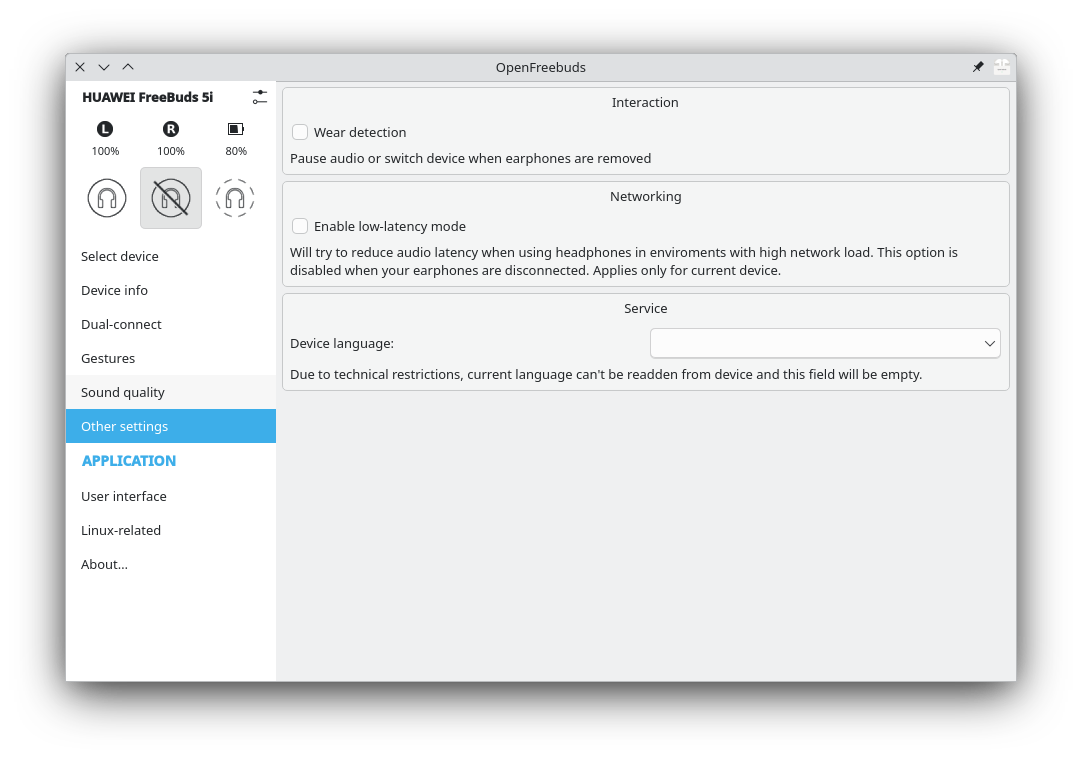 OpenFreebuds
HUAWEI FreeBuds 5i
L R
100% 100% 80%
Select device
Device info
Dual-connect
Gestures
Sound quality
Other settings
APPLICATION
User interface
Linux-related
About...
Interaction
Wear detection
Pause audio or switch device when earphones are removed
Networking
Enable low-latency mode
Will try to reduce audio latency when using headphones in enviroments with high network load. This option is
disabled when your earphones are disconnected. Applies only for current device.
Service
Device language:
Due to technical restrictions, current language can't be readden from device and this field will be empty.